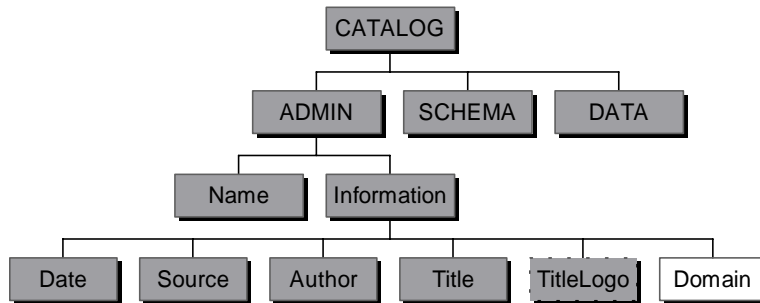 CATALOG
ADMIN SCHEMA DATA
Name Information
Date Source Author Title TitleLogo Domain